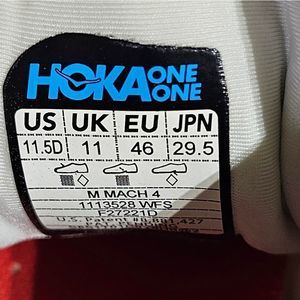 HOKA ONE ONE
US UK EU JPN
11.5D 11 46 29.5
M MACH 4
1113528 WFS
F27221D